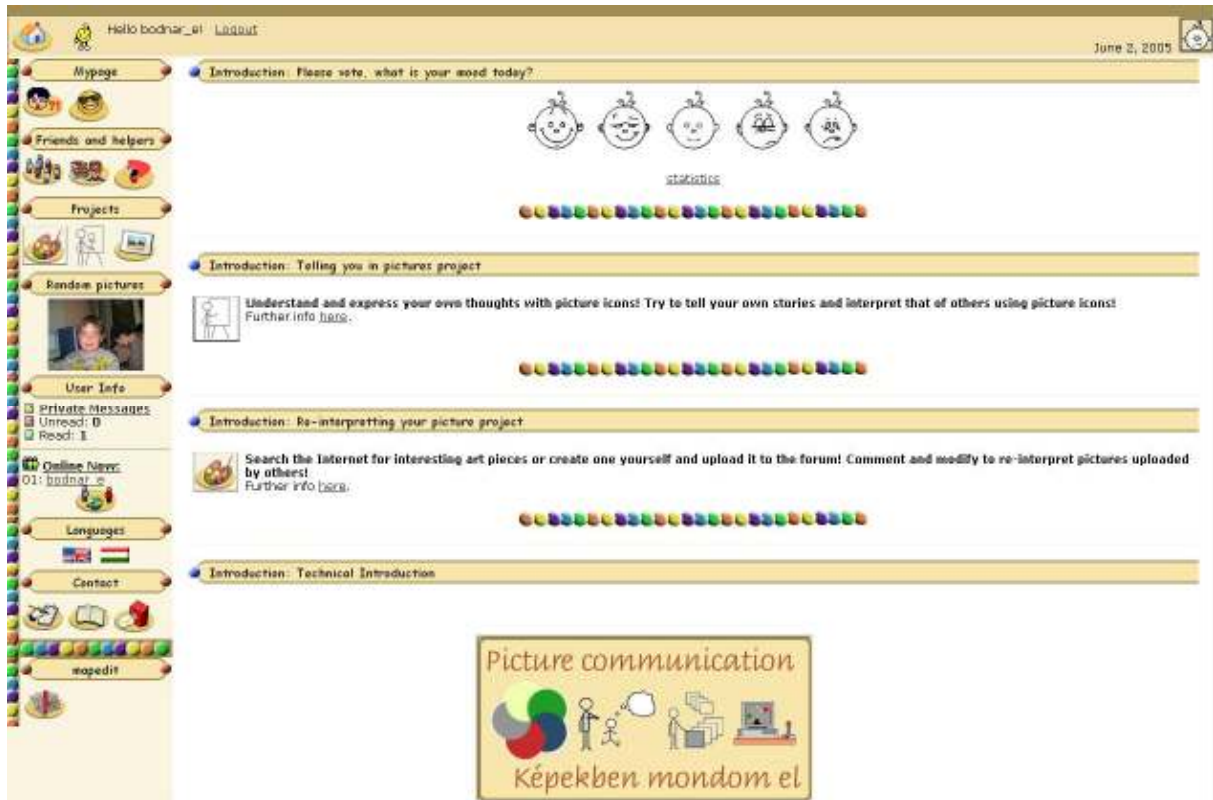 Hello bodnar_e! Logout
June 2, 2005
Mypage
Friends and helpers
Projects
Random pictures
User Info
Private Messages
Unread: 0
Read: 1
Online Now:
01: bodnar_e
Languages
Contact
mapedit
Introduction: Please vote, what is your mood today?
statistics
Introduction: Telling you in pictures project
Understand and express your own thoughts with picture icons! Try to tell your own stories and interpret that of others using picture icons!
Further info here.
Introduction: Re-interpretting your picture project
Search the Internet for interesting art pieces or create one yourself and upload it to the forum! Comment and modify to re-interpret pictures uploaded
by others!
Further info here.
Introduction: Technical Introduction
Picture communication
Képekben mondom el